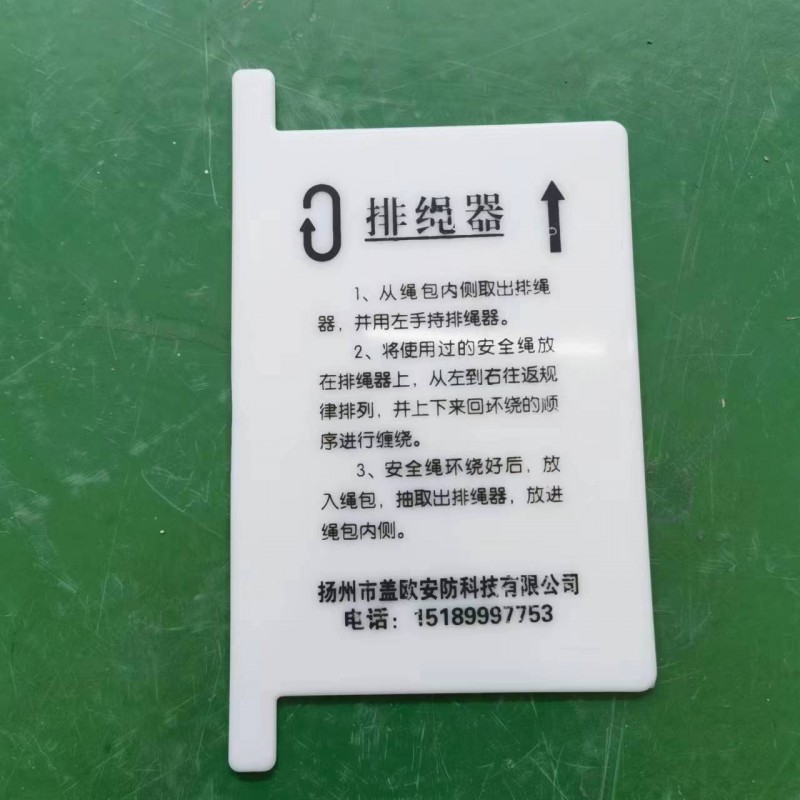 排绳器
1、从绳包内侧取出排绳
器，并用左手持排绳器。
2、将使用过的安全绳放
在排绳器上，从左到右往返规
律排列，并上下来回环绕的顺
序进行缠绕。
3、安全绳环绕好后，放
入绳包，抽取出排绳器，放进
绳包内侧。
扬州市盖欧安防科技有限公司
电话：15189997753